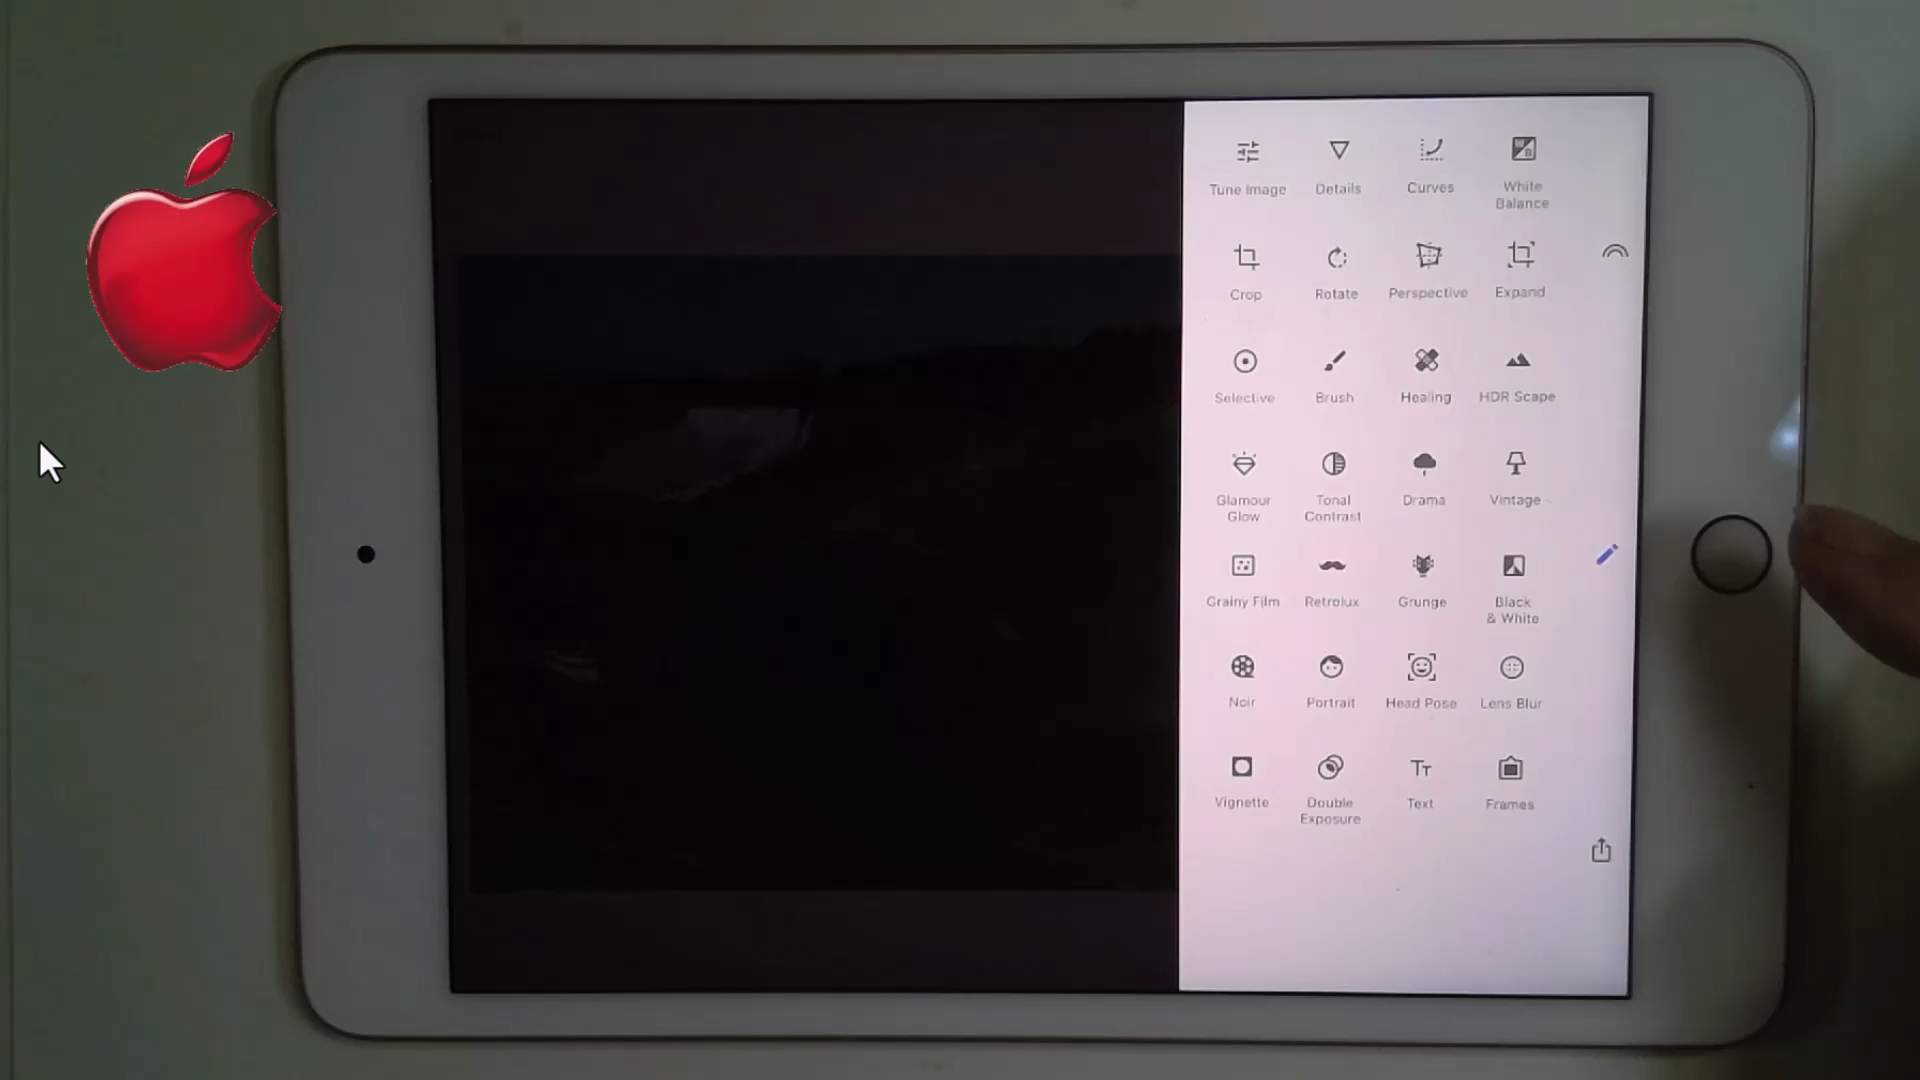 Tune Image
Details
Curves
White
Balance
Crop
Rotate
Perspective
Expand
Selective
Brush
Healing
HDR Scape
Glamour
Glow
Tonal
Contrast
Drama
Vintage
Grainy Film
Retrolux
Grunge
Black
& White
Noir
Portrait
Head Pose
Lens Blur
Vignette
Double
Exposure
Text
Frames